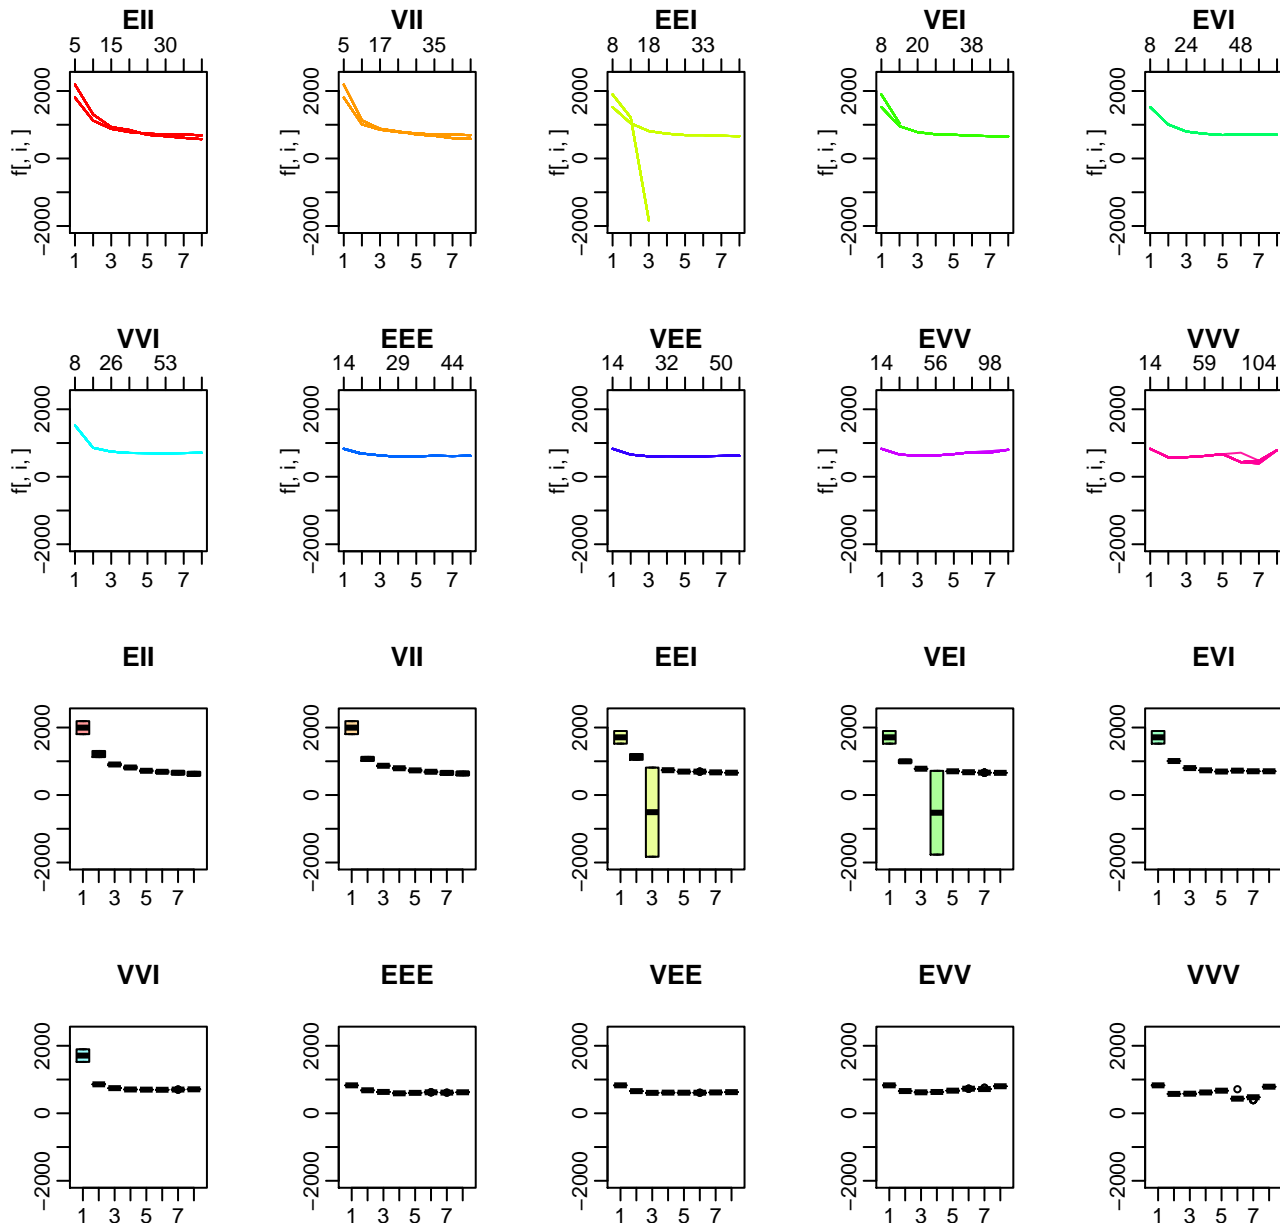 EII VII EEI VEI EVI
5 15 30 5 17 35 8 18 33 8 20 38 8 24 48
f[, i, ] f[, i, ] f[, i, ] f[, i, ] f[, i, ]
2000 2000 2000 2000 2000
0 0 0 0 0
−2000 −2000 −2000 −2000 −2000
1 3 5 7 1 3 5 7 1 3 5 7 1 3 5 7 1 3 5 7
VVI EEE VEE EVV VVV
8 26 53 14 29 44 14 32 50 14 56 98 14 59 104
f[, i, ] f[, i, ] f[, i, ] f[, i, ] f[, i, ]
2000 2000 2000 2000 2000
0 0 0 0 0
−2000 −2000 −2000 −2000 −2000
1 3 5 7 1 3 5 7 1 3 5 7 1 3 5 7 1 3 5 7
EII VII EEI VEI EVI
2000 2000 2000 2000 2000
0 0 0 0 0
−2000 −2000 −2000 −2000 −2000
1 3 5 7 1 3 5 7 1 3 5 7 1 3 5 7 1 3 5 7
VVI EEE VEE EVV VVV
2000 2000 2000 2000 2000
0 0 0 0 0
−2000 −2000 −2000 −2000 −2000
1 3 5 7 1 3 5 7 1 3 5 7 1 3 5 7 1 3 5 7